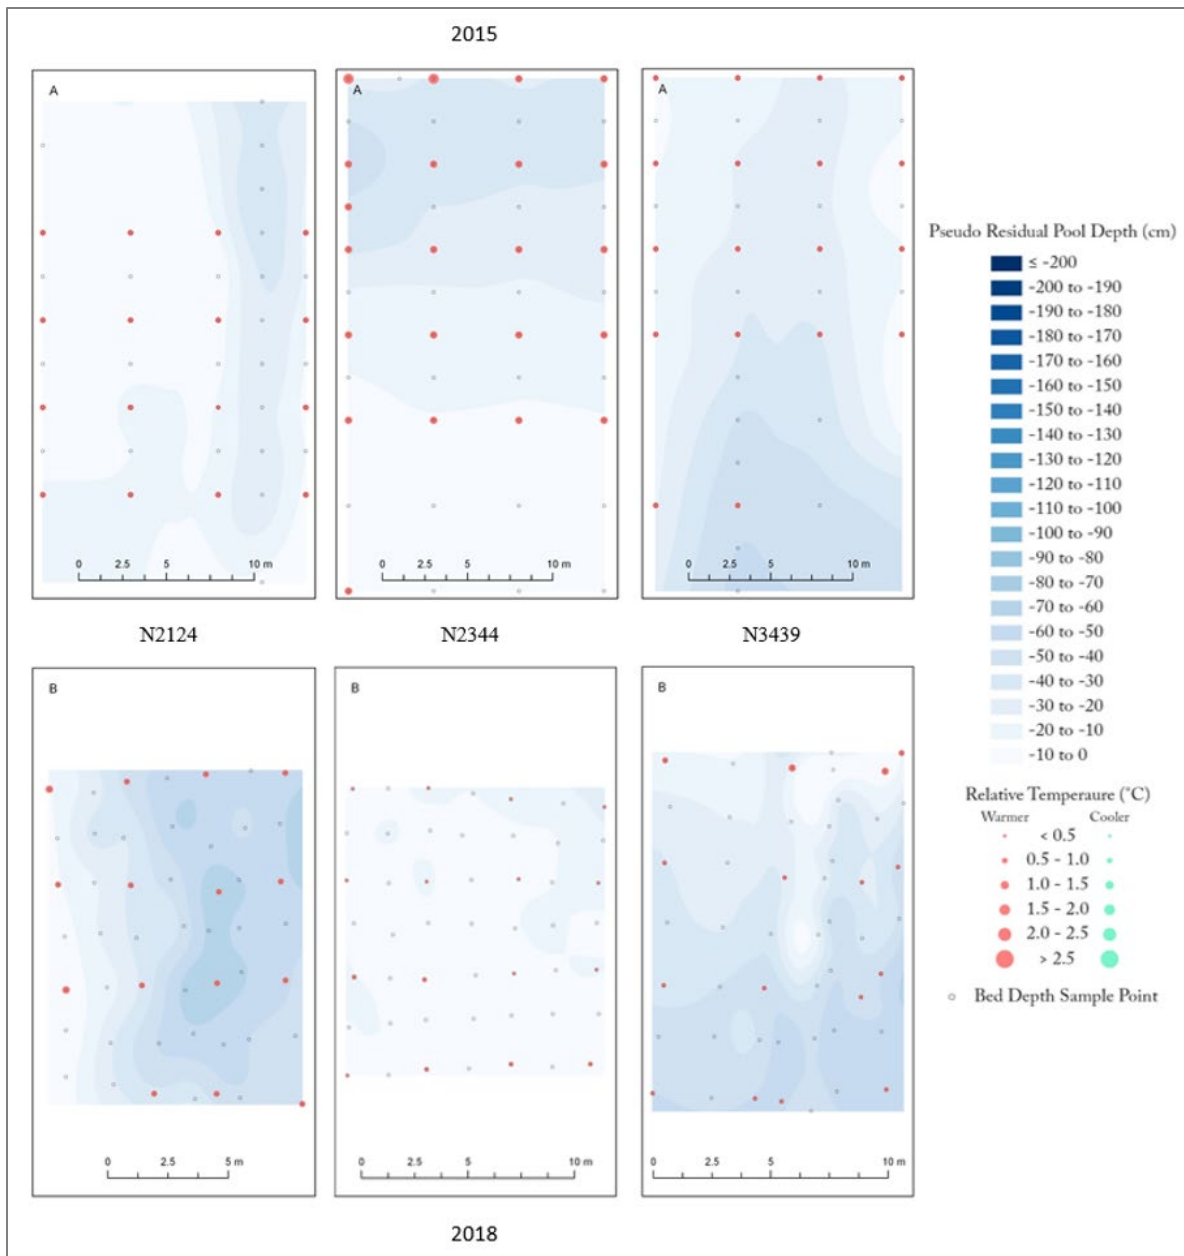 2015
A
A
A
0 2.5 5 10 m
0 2.5 5 10 m
0 2.5 5 10 m
N2124
N2344
N3439
B
B
B
0 2.5 5 m
0 2.5 5 10 m
0 2.5 5 10 m
2018
Pseudo Residual Pool Depth (cm)
≤ -200
-200 to -190
-190 to -180
-180 to -170
-170 to -160
-160 to -150
-150 to -140
-140 to -130
-130 to -120
-120 to -110
-110 to -100
-100 to -90
-90 to -80
-80 to -70
-70 to -60
-60 to -50
-50 to -40
-40 to -30
-30 to -20
-20 to -10
-10 to 0
Relative Temperaure (°C)
Warmer Cooler
< 0.5
0.5 - 1.0
1.0 - 1.5
1.5 - 2.0
2.0 - 2.5
> 2.5
Bed Depth Sample Point